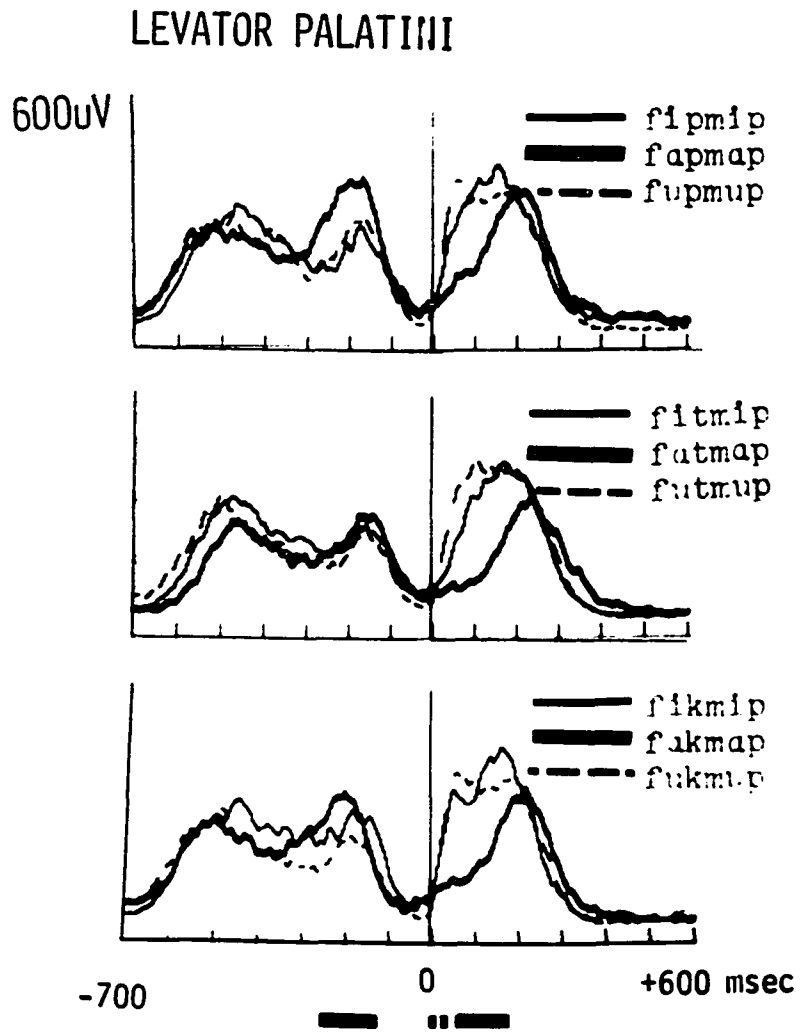 LEVATOR PALATINI
600uV
fipmip
fapmap
fupmup
fitmip
fatmap
futmup
fikmip
fakmap
fukmup
-700 0 +600 msec